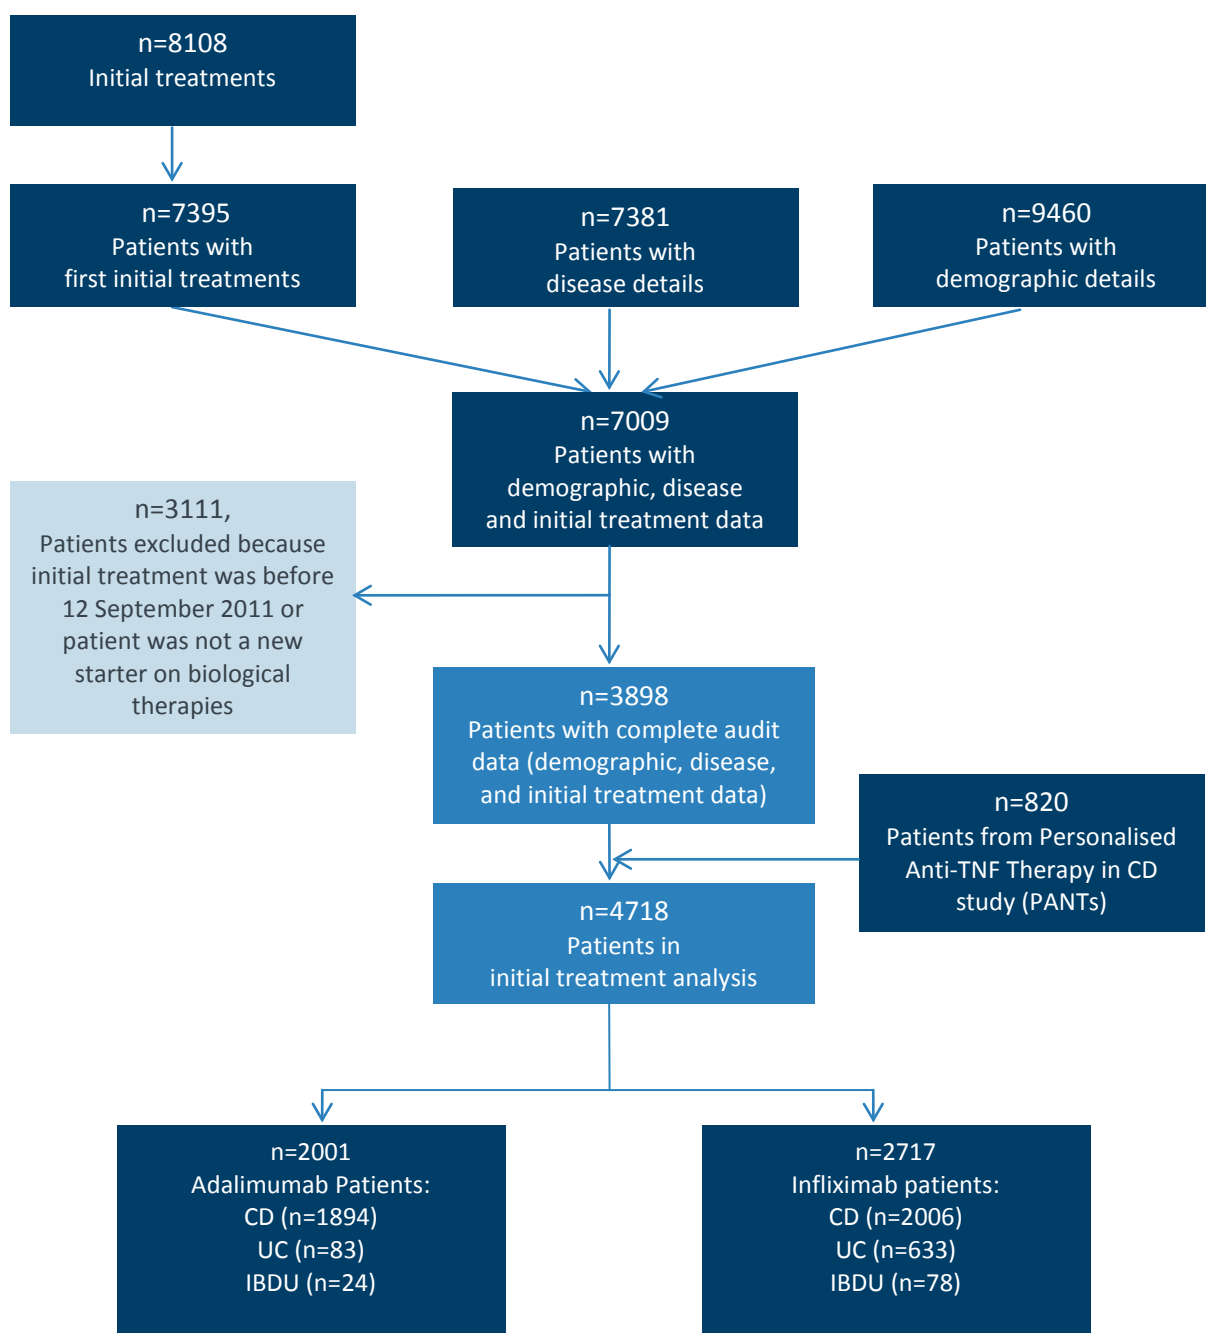 n=8108
Initial treatments
n=7395
Patients with
first initial treatments
n=7381
Patients with
disease details
n=9460
Patients with
demographic details
n=7009
Patients with
demographic, disease
and initial treatment data
n=3111,
Patients excluded because
initial treatment was before
12 September 2011 or
patient was not a new
starter on biological
therapies
n=3898
Patients with complete audit
data (demographic, disease,
and initial treatment data)
n=820
Patients from Personalised
Anti-TNF Therapy in CD
study (PANTs)
n=4718
Patients in
initial treatment analysis
n=2001
Adalimumab Patients:
CD (n=1894)
UC (n=83)
IBDU (n=24)
n=2717
Infliximab patients:
CD (n=2006)
UC (n=633)
IBDU (n=78)